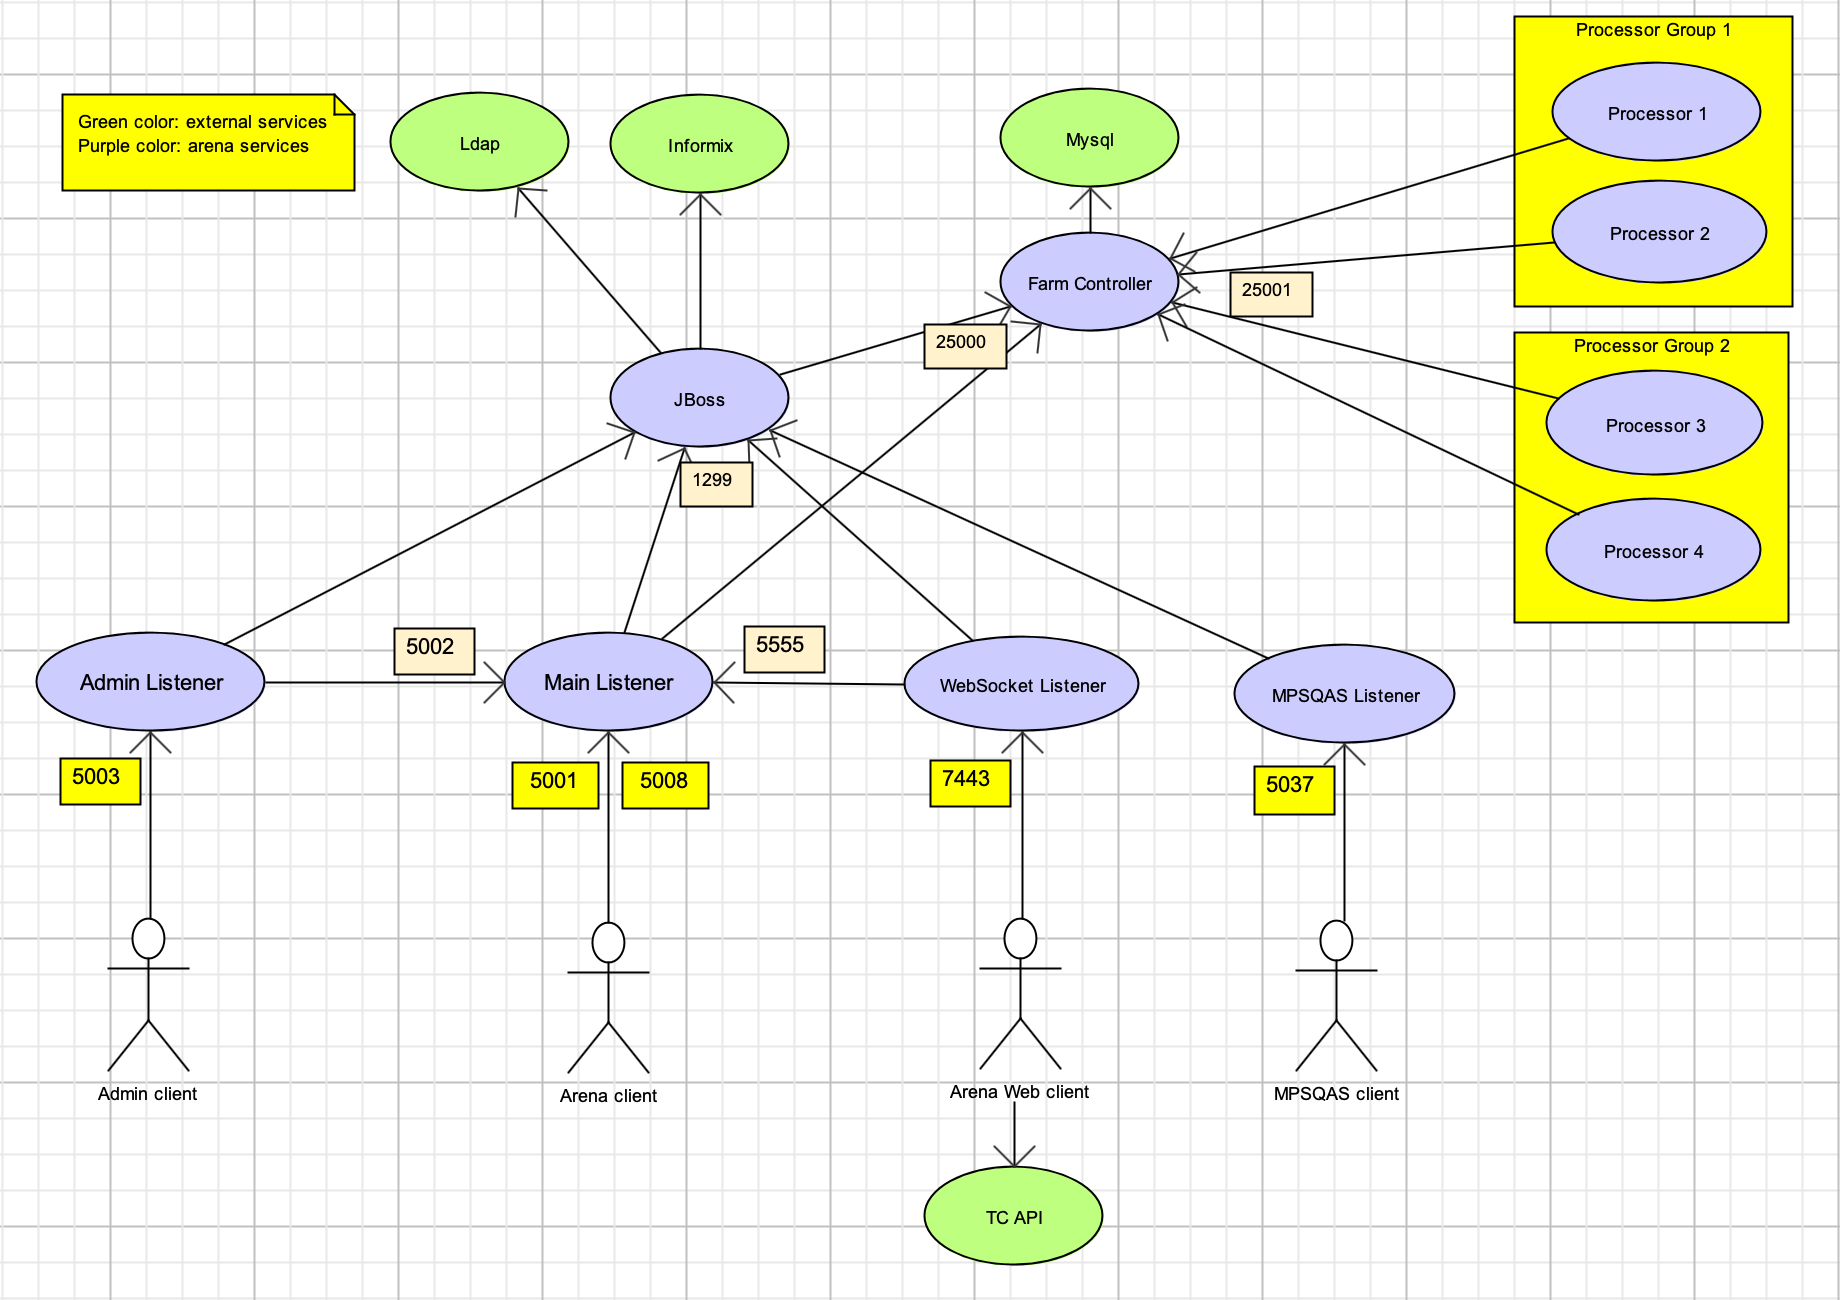 Processor Group 1
Green color: external services
Purple color: arena services
Ldap
Informix
Mysql
Processor 1
Processor 2
Farm Controller
25001
25000
Processor Group 2
JBoss
Processor 3
1299
Processor 4
5002
5555
Admin Listener
Main Listener
WebSocket Listener
MPSQAS Listener
5003
5001
5008
7443
5037
Admin client
Arena client
Arena Web client
MPSQAS client
TC API